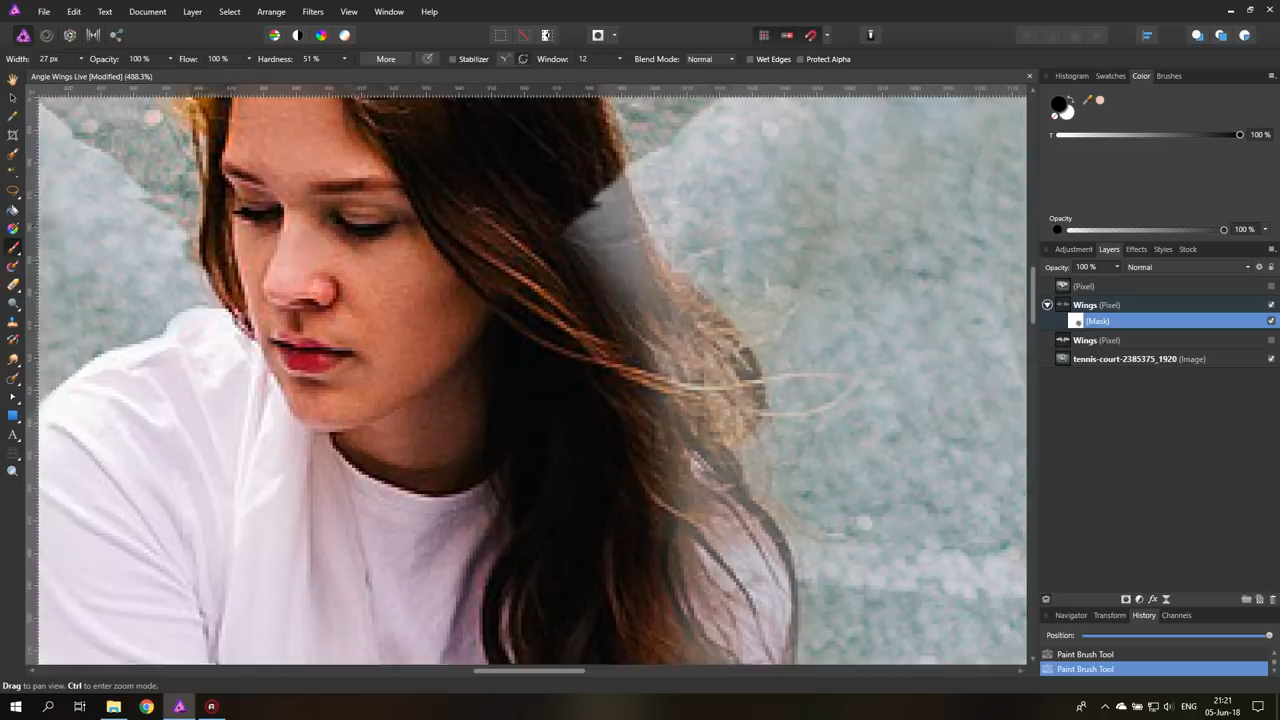 File Edit Text Document Layer Select Arrange Filters View Window Help
Width: 27 px Opacity: 100 % Flow: 100 % Hardness: 51 % More Stabilizer Window: 12 Blend Mode: Normal Wet Edges Protect Alpha
Angle Wings Live [Modified] (488.3%)
Histogram Swatches Color Brushes
T 100 %
Opacity
100 %
Adjustment Layers Effects Styles Stock
Opacity: 100 % Normal
(Pixel)
Wings (Pixel)
(Mask)
Wings (Pixel)
tennis-court-2385375_1920 (Image)
Navigator Transform History Channels
Position:
Paint Brush Tool
Paint Brush Tool
Drag to pan view. Ctrl to enter zoom mode.
ENG
21:21
05-Jun-18